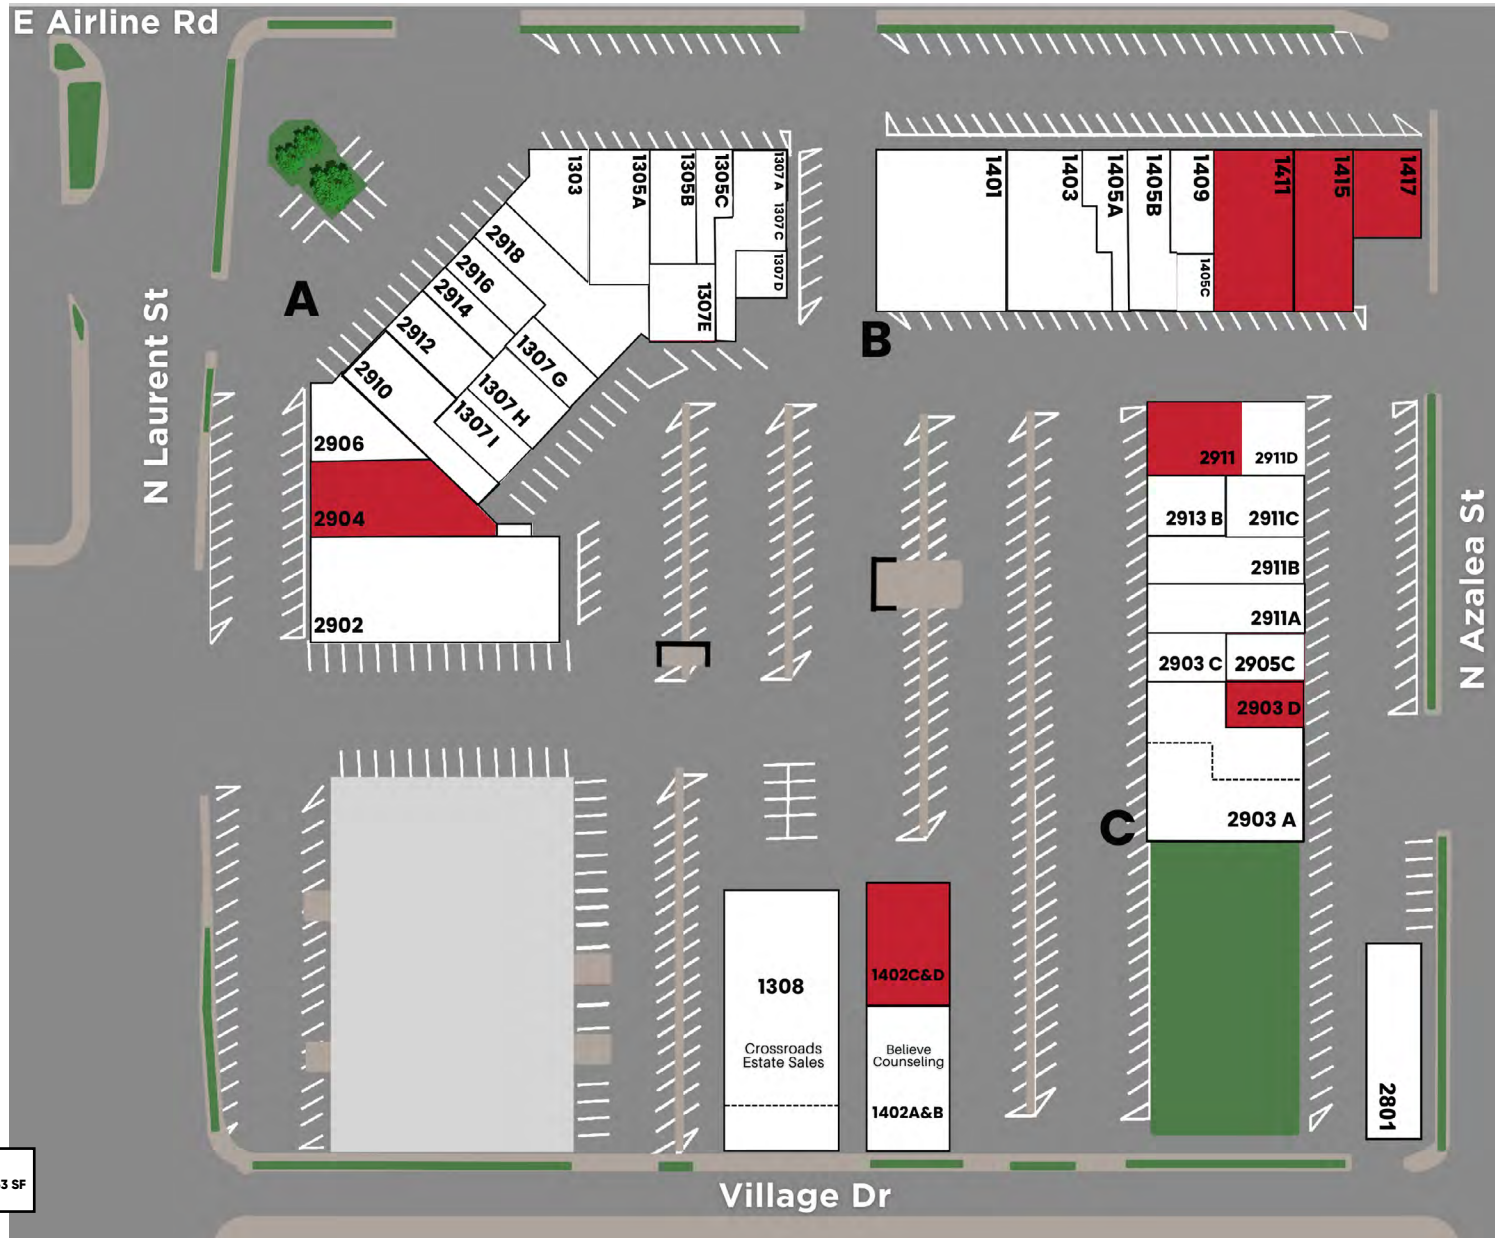 E Airline Rd
N Laurent St
A
1303
1305A
1305B
1305C
1307 A
1307 C
1307D
1307E
2918
2916
2914
2912
2910
1307 G
1307 H
1307 I
2906
2904
2902
B
1401
1403
1405A
1405B
1409
1405C
1411
1415
1417
2911
2911D
2913 B
2911C
2911B
2911A
2903 C
2905C
2903 D
2903 A
C
N Azalea St
1308
Crossroads
Estate Sales
1402C&D
Believe
Counseling
1402A&B
2801
3 SF
Village Dr